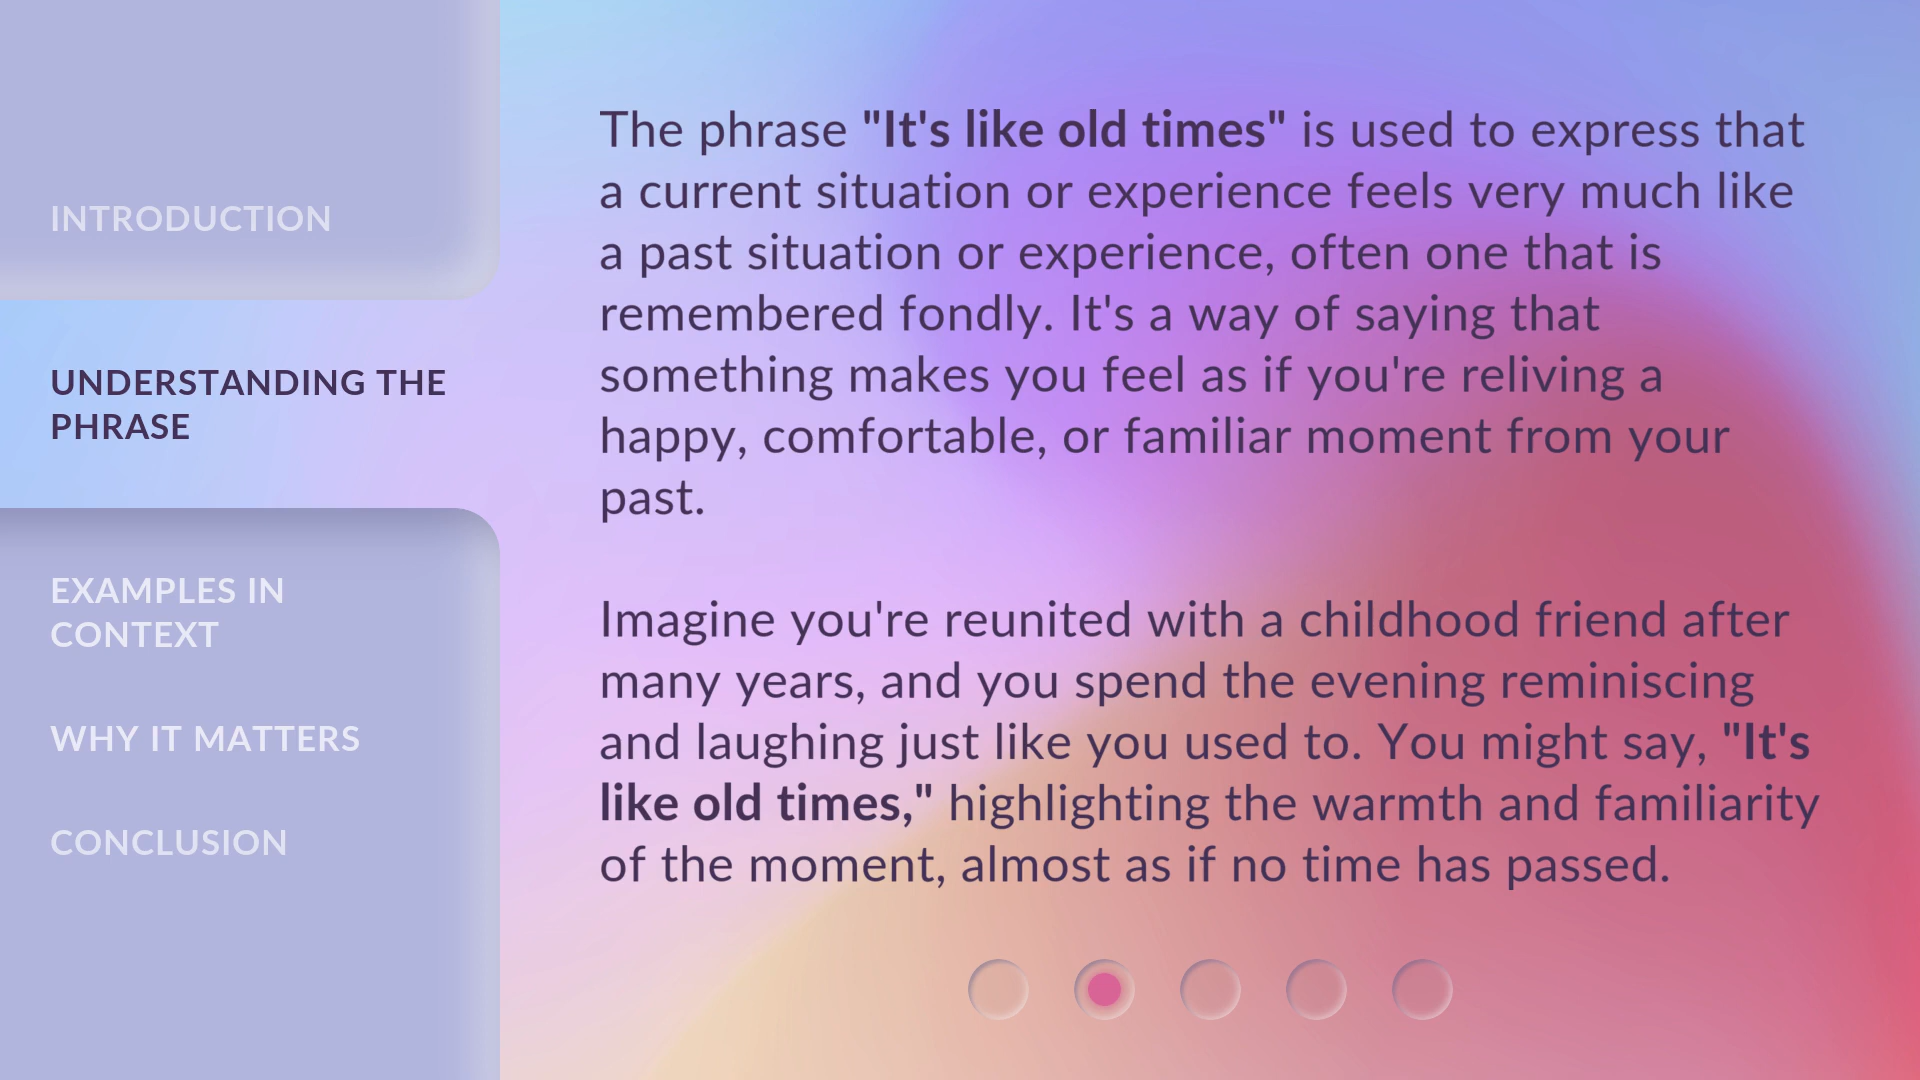 INTRODUCTION
UNDERSTANDING THE
PHRASE
EXAMPLES IN
CONTEXT
WHY IT MATTERS
CONCLUSION
The phrase "It's like old times" is used to express that
a current situation or experience feels very much like
a past situation or experience, often one that is
remembered fondly. It's a way of saying that
something makes you feel as if you're reliving a
happy, comfortable, or familiar moment from your
past.
Imagine you're reunited with a childhood friend after
many years, and you spend the evening reminiscing
and laughing just like you used to. You might say, "It's
like old times," highlighting the warmth and familiarity
of the moment, almost as if no time has passed.